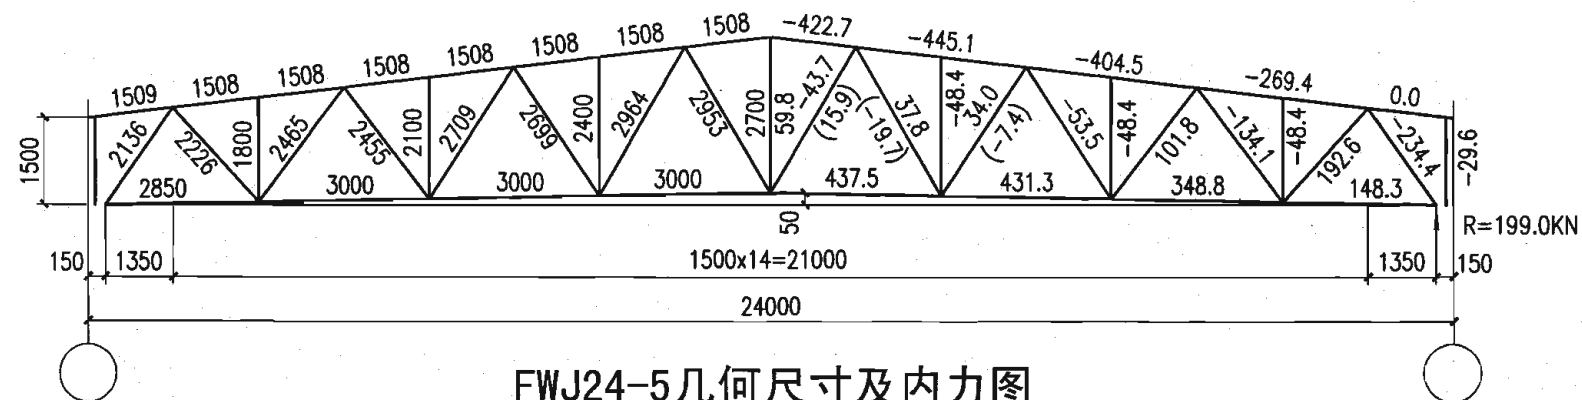 1509 1508 1508 1508 1508 1508 1508 1508 -422.7 -445.1 -404.5 -269.4 0.0
1500 2136 2226 1800 2465 2455 2100 2709 2699 2400 2964 2953 2700 59.8 -43.7 (15.9) (-19.7) 37.8 -48.4 34.0 (-7.4) -53.5 -48.4 101.8 -134.1 -48.4 192.6 -234.4 -29.6
2850 3000 3000 3000 437.5 431.3 348.8 148.3
50 R=199.0KN
150 1350 1500x14=21000 1350 150
24000
FWJ24-5几何尺寸及内力图